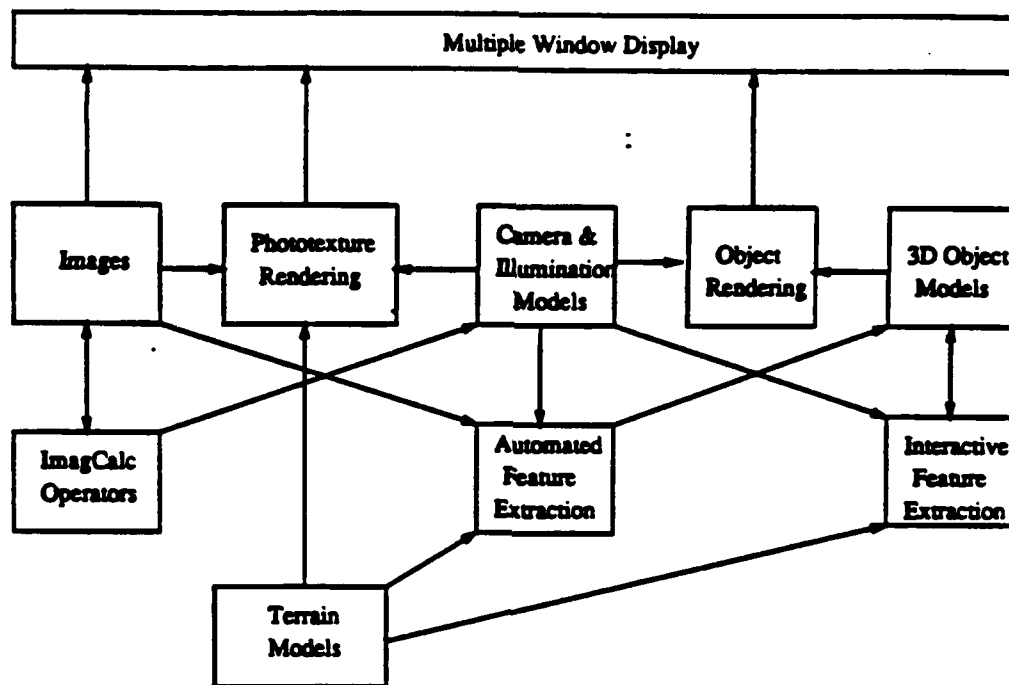 Multiple Window Display
Images
Phototexture
Rendering
Camera &
Illumination
Models
Object
Rendering
3D Object
Models
ImagCalc
Operators
Automated
Feature
Extraction
Interactive
Feature
Extraction
Terrain
Models